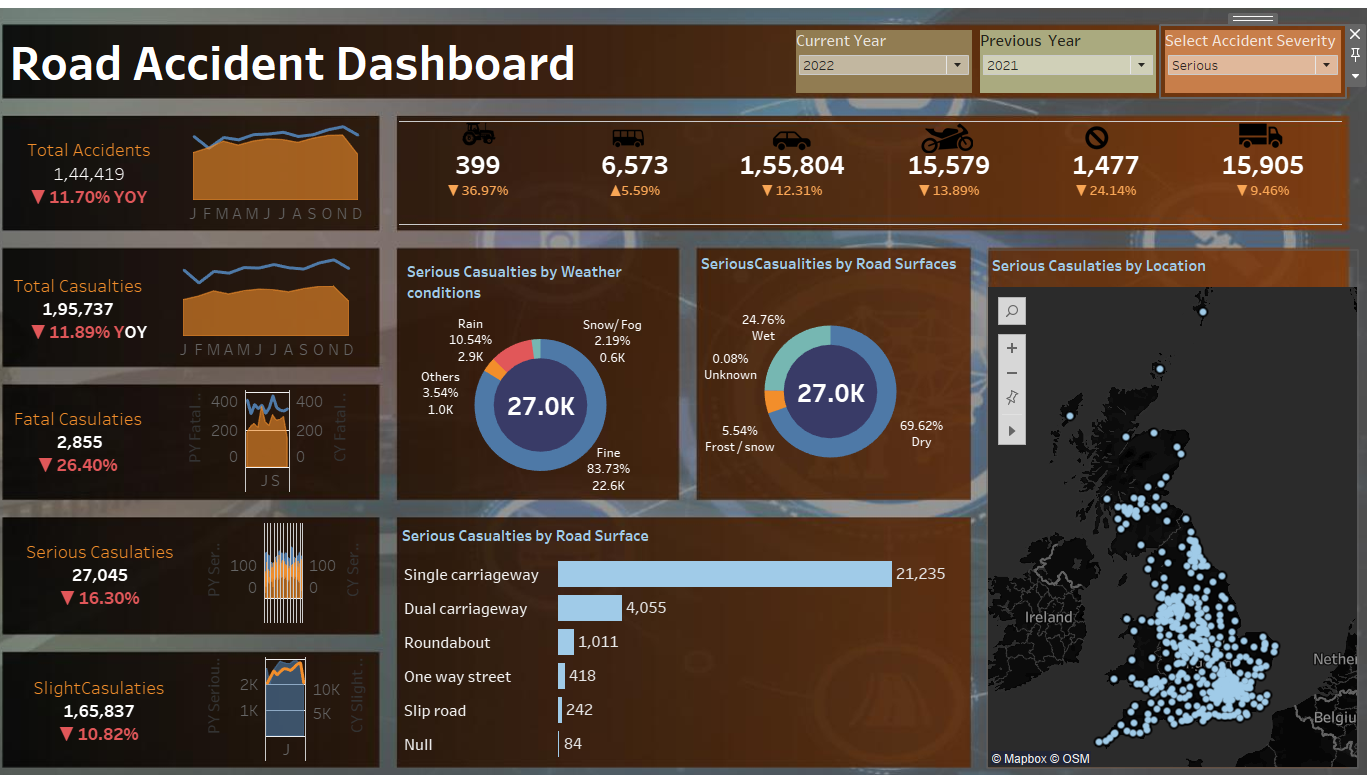 Road Accident Dashboard
Current Year
2022
Previous Year
2021
Select Accident Severity
Serious
Total Accidents
1,44,419
▼ 11.70% YOY
J F M A M J J A S O N D
399
▼ 36.97%
6,573
▲ 5.59%
1,55,804
▼ 12.31%
15,579
▼ 13.89%
1,477
▼ 24.14%
15,905
▼ 9.46%
Total Casualties
1,95,737
▼ 11.89% YOY
J F M A M J J A S O N D
Fatal Casulaties
2,855
▼ 26.40%
PY Fatal..
400
200
0
400
200
0
CY Fatal..
J S
Serious Casulaties
27,045
▼ 16.30%
PY Ser..
100
0
100
0
CY Ser..
SlightCasulaties
1,65,837
▼ 10.82%
PY Seriou..
2K
1K
10K
5K
CY Slight..
J
Serious Casualties by Weather
conditions
Rain
10.54%
2.9K
Snow/ Fog
2.19%
0.6K
Others
3.54%
1.0K
27.0K
Fine
83.73%
22.6K
SeriousCasualities by Road Surfaces
24.76%
Wet
0.08%
Unknown
27.0K
5.54%
Frost / snow
69.62%
Dry
Serious Casualties by Road Surface
Single carriageway 21,235
Dual carriageway 4,055
Roundabout 1,011
One way street 418
Slip road 242
Null 84
Serious Casulaties by Location
Ireland
Nether
Belgiu
© Mapbox © OSM